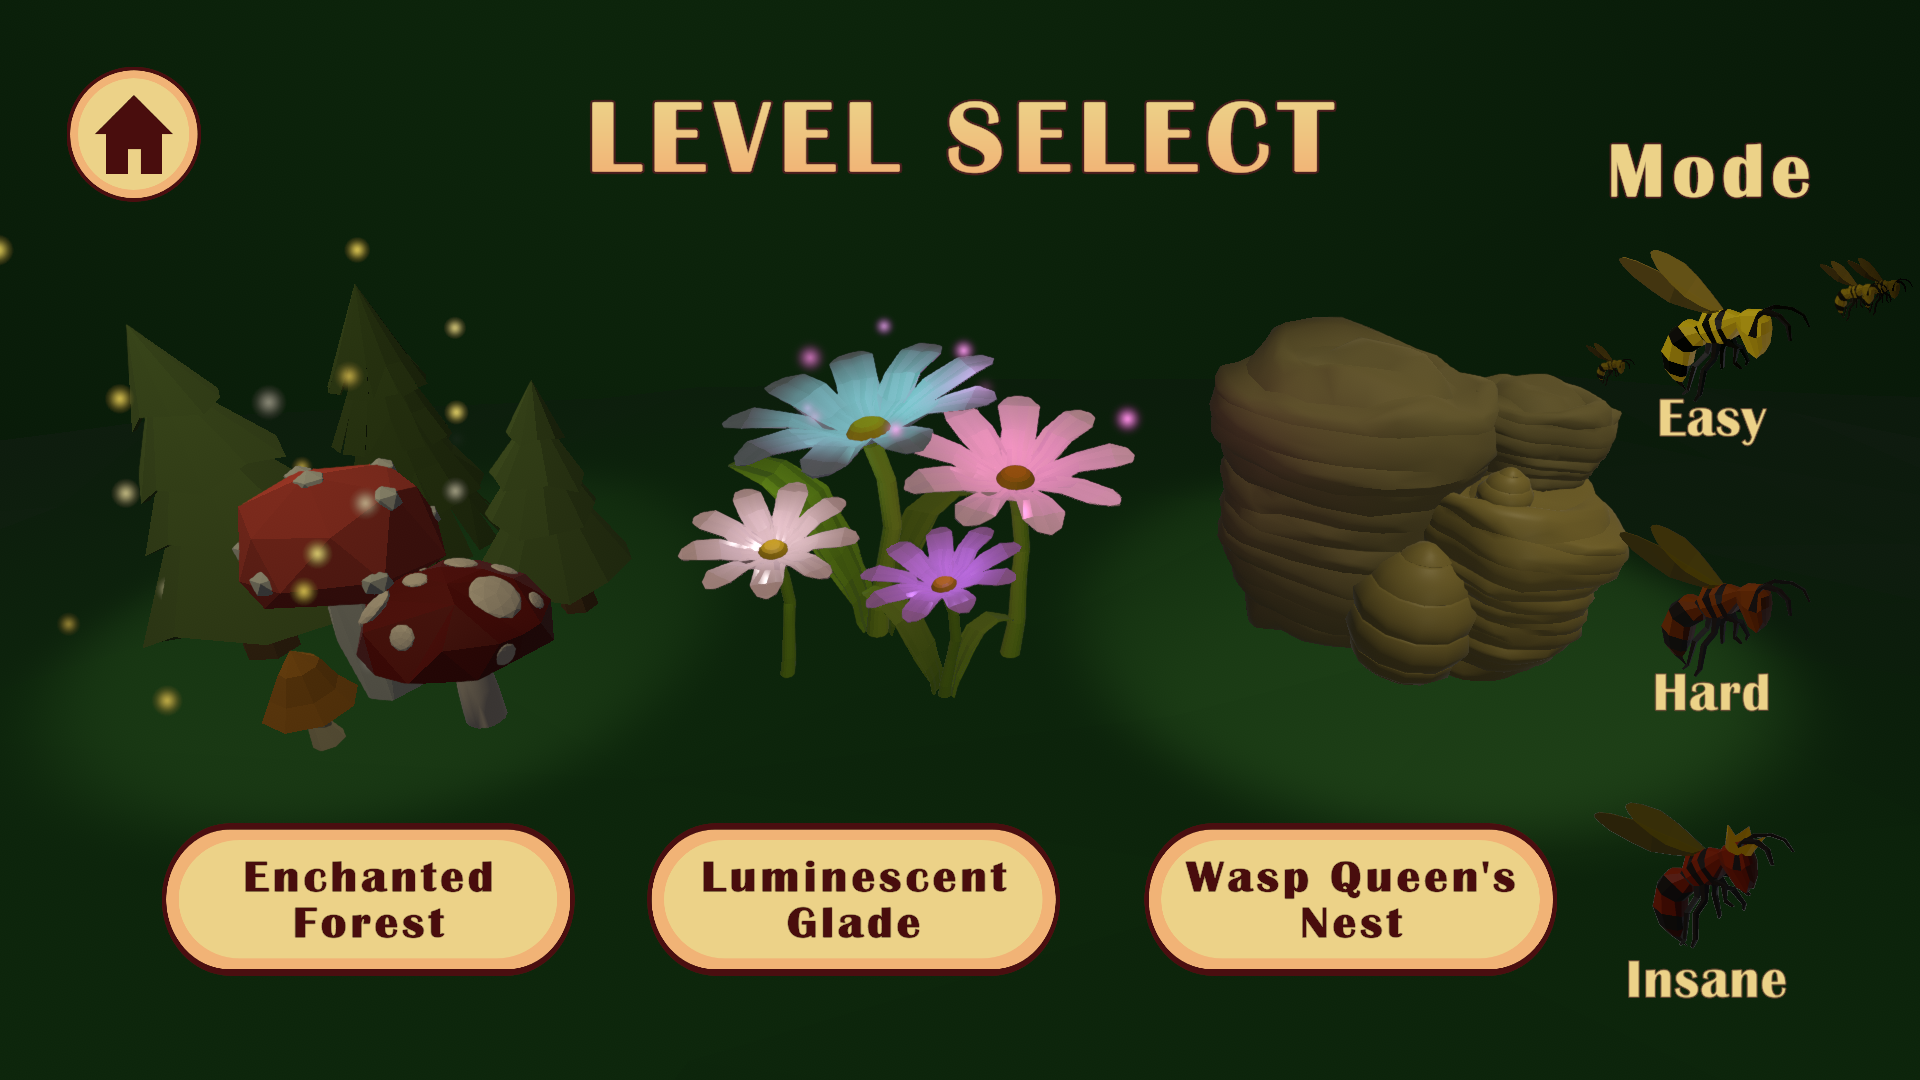 LEVEL SELECT
Mode
Easy
Hard
Insane
Enchanted
Forest
Luminescent
Glade
Wasp Queen's
Nest